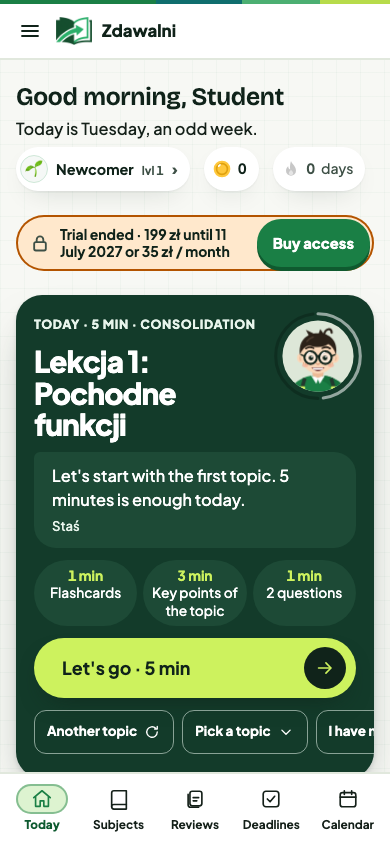 Zdawalni
Good morning, Student
Today is Tuesday, an odd week.
Newcomer lvl 1 ›
0
0 days
Trial ended · 199 zł until 11
July 2027 or 35 zł / month
Buy access
TODAY · 5 MIN · CONSOLIDATION
Lekcja 1:
Pochodne
funkcji
Let's start with the first topic. 5
minutes is enough today.
Staś
1 min
Flashcards
3 min
Key points of
the topic
1 min
2 questions
Let's go · 5 min
Another topic
Pick a topic
I have
Today
Subjects
Reviews
Deadlines
Calendar